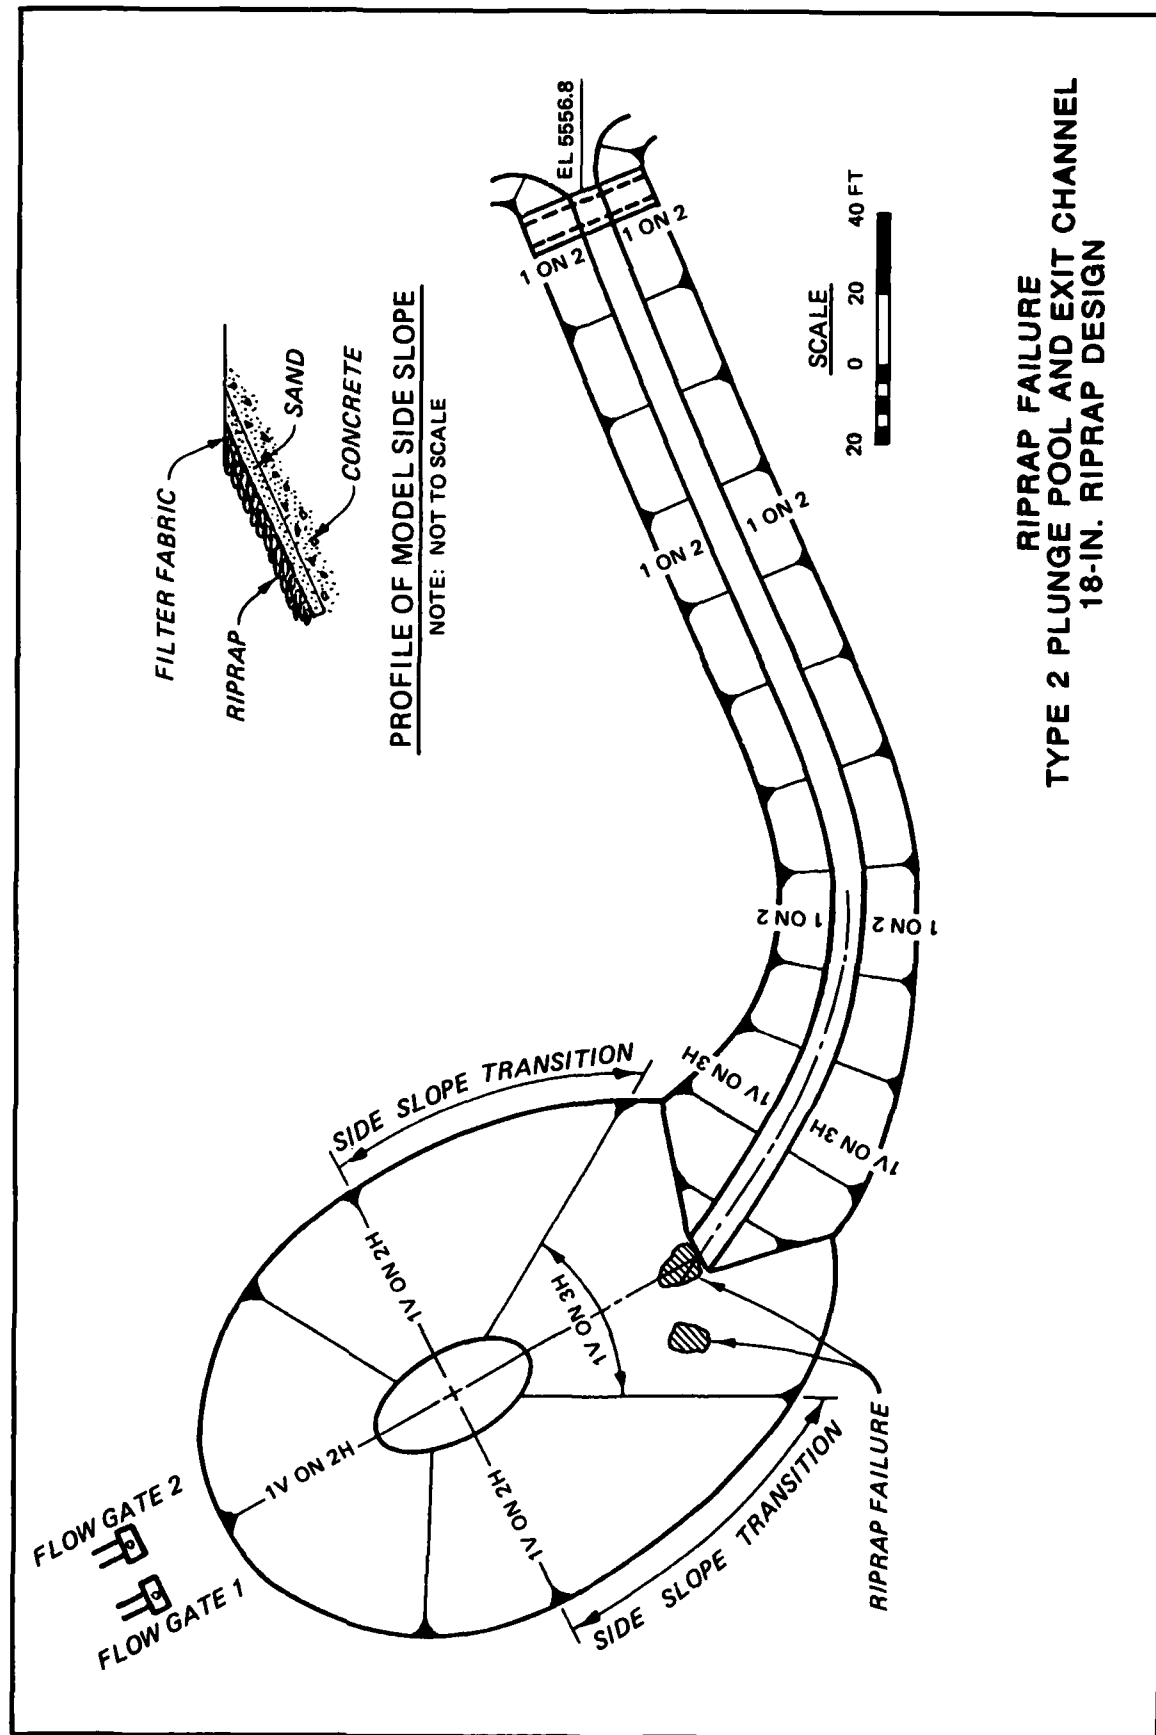 FLOW GATE 1
FLOW GATE 2
1V ON 2H
1V ON 2H
1V ON 2H
1V ON 3H
SIDE SLOPE TRANSITION
SIDE SLOPE TRANSITION
RIPRAP FAILURE
1V ON 3H
1V ON 3H
1 ON 2
1 ON 2
1 ON 2
1 ON 2
1 ON 2
1 ON 2
EL 5556.8
FILTER FABRIC
RIPRAP
SAND
CONCRETE
PROFILE OF MODEL SIDE SLOPE
NOTE: NOT TO SCALE
SCALE
20 0 20 40 FT
RIPRAP FAILURE
TYPE 2 PLUNGE POOL AND EXIT CHANNEL
18-IN. RIPRAP DESIGN